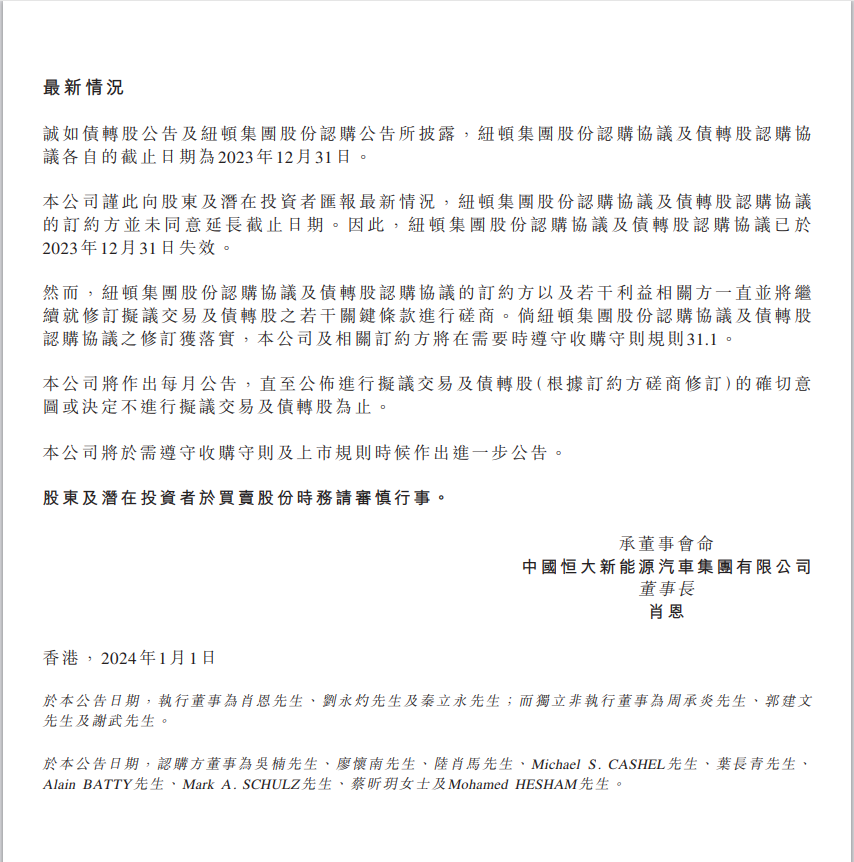 最新情況
誠如債轉股公告及紐頓集團股份認購公告所披露，紐頓集團股份認購協議及債轉股認購協
議各自的截止日期為2023年12月31日。
本公司謹此向股東及潛在投資者匯報最新情況，紐頓集團股份認購協議及債轉股認購協議
的訂約方並未同意延長截止日期。因此，紐頓集團股份認購協議及債轉股認購協議已於
2023年12月31日失效。
然而，紐頓集團股份認購協議及債轉股認購協議的訂約方以及若干利益相關方一直並將繼
續就修訂擬議交易及債轉股之若干關鍵條款進行磋商。倘紐頓集團股份認購協議及債轉股
認購協議之修訂獲落實，本公司及相關訂約方將在需要時遵守收購守則規則31.1。
本公司將作出每月公告，直至公佈進行擬議交易及債轉股(根據訂約方磋商修訂)的確切意
圖或決定不進行擬議交易及債轉股為止。
本公司將於需遵守收購守則及上市規則時候作出進一步公告。
股東及潛在投資者於買賣股份時務請審慎行事。
承董事會命
中國恒大新能源汽車集團有限公司
董事長
肖恩
香港，2024年1月1日
於本公告日期，執行董事為肖恩先生、劉永灼先生及秦立永先生；而獨立非執行董事為周承炎先生、郭建文
先生及謝武先生。
於本公告日期，認購方董事為吳楠先生、廖懷南先生、陸肖馬先生、Michael S. CASHEL先生、葉長青先生、
Alain BATTY先生、Mark A. SCHULZ先生、蔡昕玥女士及Mohamed HESHAM先生。